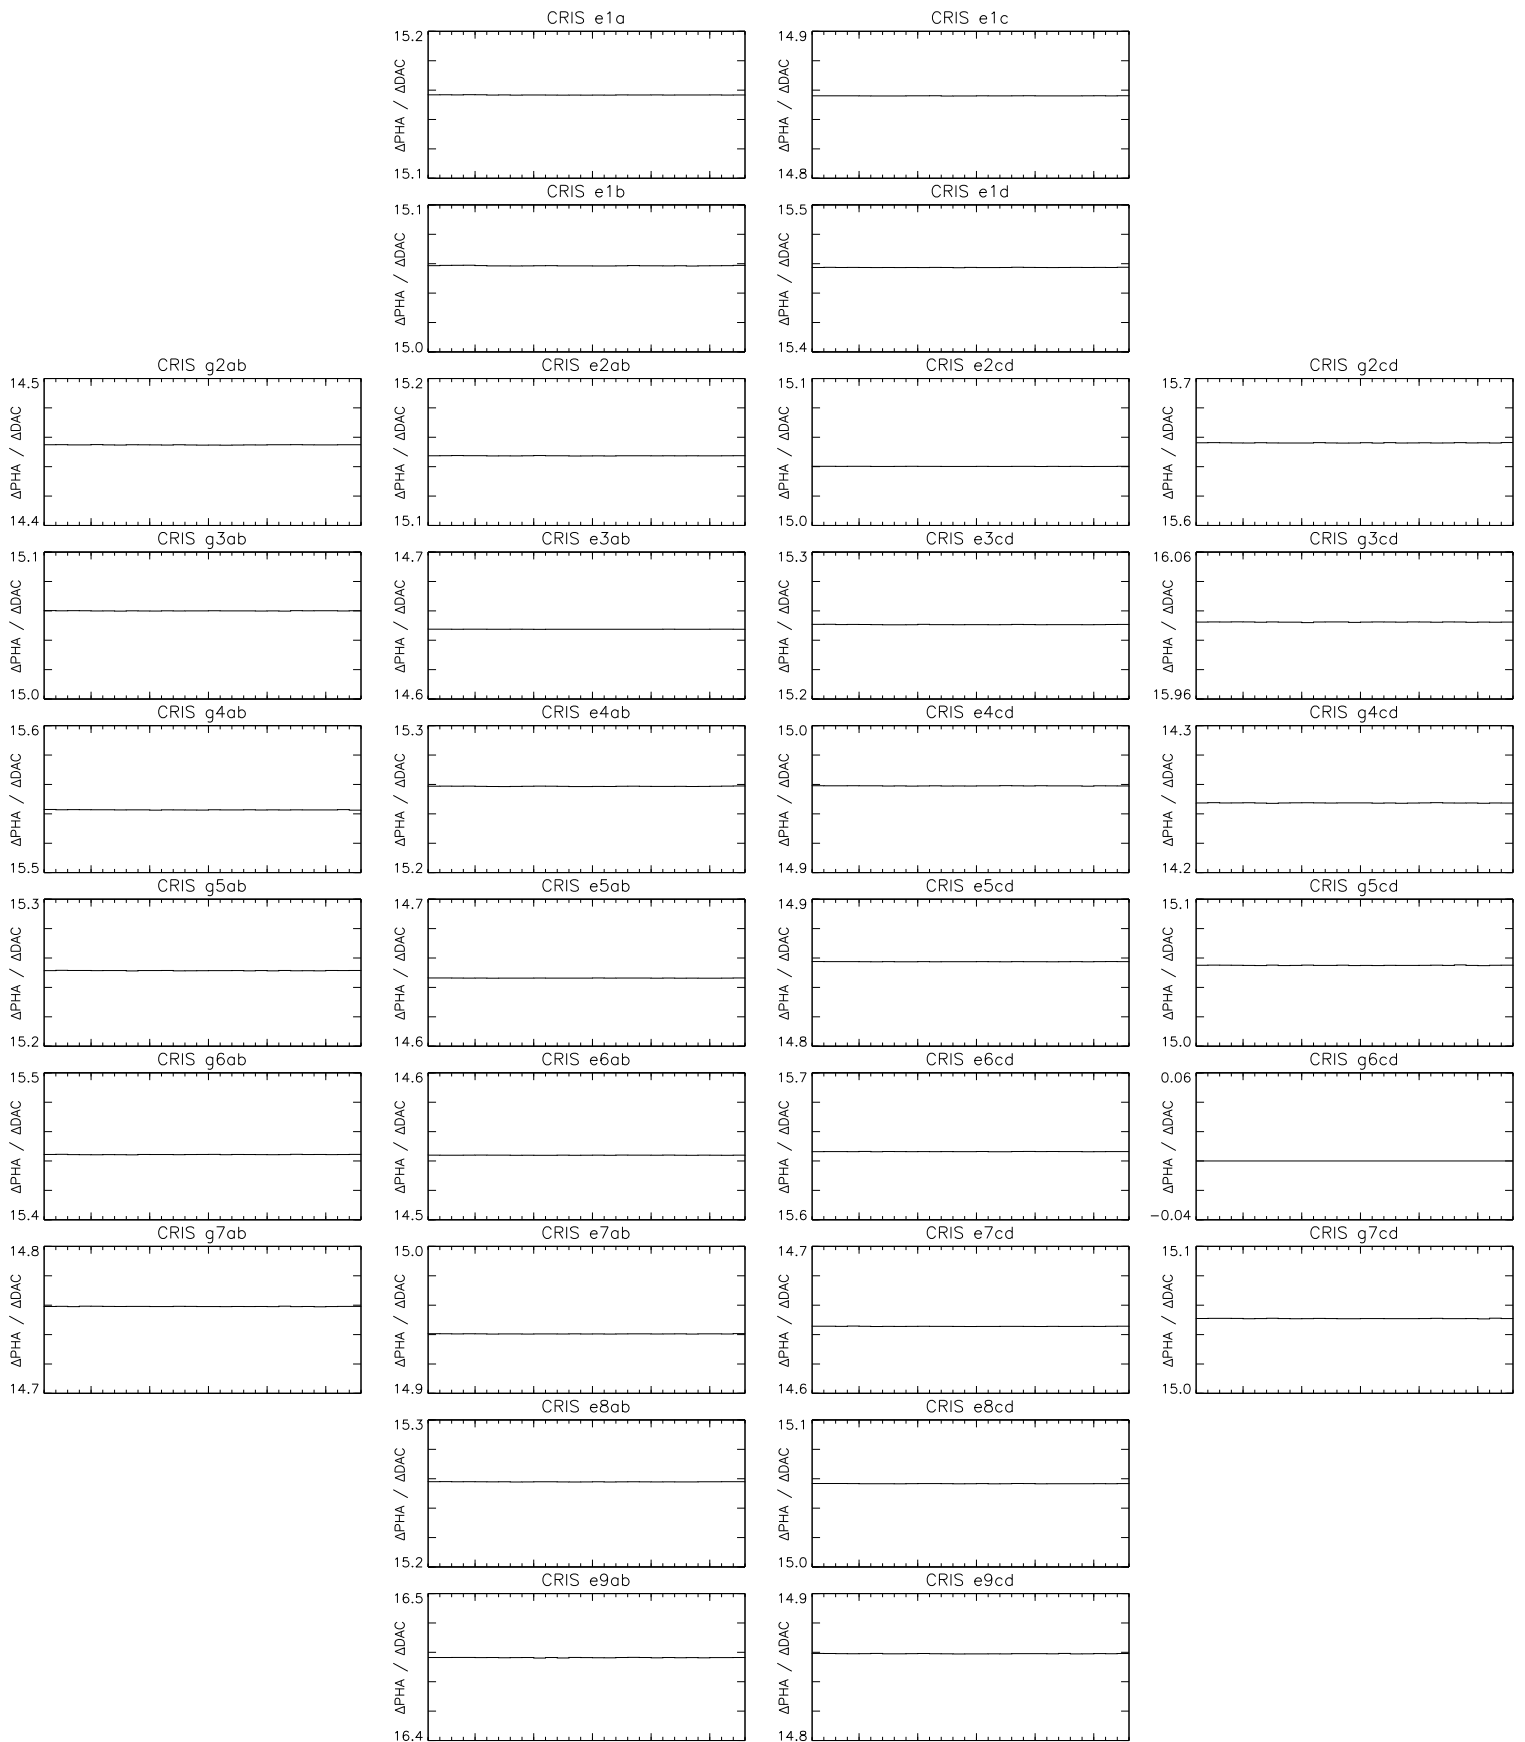 CRIS e1a
15.2
ΔPHA / ΔDAC
15.1
CRIS e1c
14.9
ΔPHA / ΔDAC
14.8
CRIS e1b
15.1
ΔPHA / ΔDAC
15.0
CRIS e1d
15.5
ΔPHA / ΔDAC
15.4
CRIS g2ab
14.5
ΔPHA / ΔDAC
14.4
CRIS e2ab
15.2
ΔPHA / ΔDAC
15.1
CRIS e2cd
15.1
ΔPHA / ΔDAC
15.0
CRIS g2cd
15.7
ΔPHA / ΔDAC
15.6
CRIS g3ab
15.1
ΔPHA / ΔDAC
15.0
CRIS e3ab
14.7
ΔPHA / ΔDAC
14.6
CRIS e3cd
15.3
ΔPHA / ΔDAC
15.2
CRIS g3cd
16.06
ΔPHA / ΔDAC
15.96
CRIS g4ab
15.6
ΔPHA / ΔDAC
15.5
CRIS e4ab
15.3
ΔPHA / ΔDAC
15.2
CRIS e4cd
15.0
ΔPHA / ΔDAC
14.9
CRIS g4cd
14.3
ΔPHA / ΔDAC
14.2
CRIS g5ab
15.3
ΔPHA / ΔDAC
15.2
CRIS e5ab
14.7
ΔPHA / ΔDAC
14.6
CRIS e5cd
14.9
ΔPHA / ΔDAC
14.8
CRIS g5cd
15.1
ΔPHA / ΔDAC
15.0
CRIS g6ab
15.5
ΔPHA / ΔDAC
15.4
CRIS e6ab
14.6
ΔPHA / ΔDAC
14.5
CRIS e6cd
15.7
ΔPHA / ΔDAC
15.6
CRIS g6cd
0.06
ΔPHA / ΔDAC
−0.04
CRIS g7ab
14.8
ΔPHA / ΔDAC
14.7
CRIS e7ab
15.0
ΔPHA / ΔDAC
14.9
CRIS e7cd
14.7
ΔPHA / ΔDAC
14.6
CRIS g7cd
15.1
ΔPHA / ΔDAC
15.0
CRIS e8ab
15.3
ΔPHA / ΔDAC
15.2
CRIS e8cd
15.1
ΔPHA / ΔDAC
15.0
CRIS e9ab
16.5
ΔPHA / ΔDAC
16.4
CRIS e9cd
14.9
ΔPHA / ΔDAC
14.8